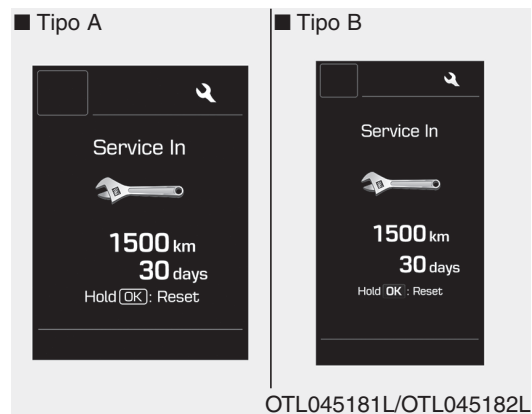 ■ Tipo A
Service In
1500 km
30 days
Hold OK : Reset
■ Tipo B
Service In
1500 km
30 days
Hold OK : Reset
OTL045181L/OTL045182L